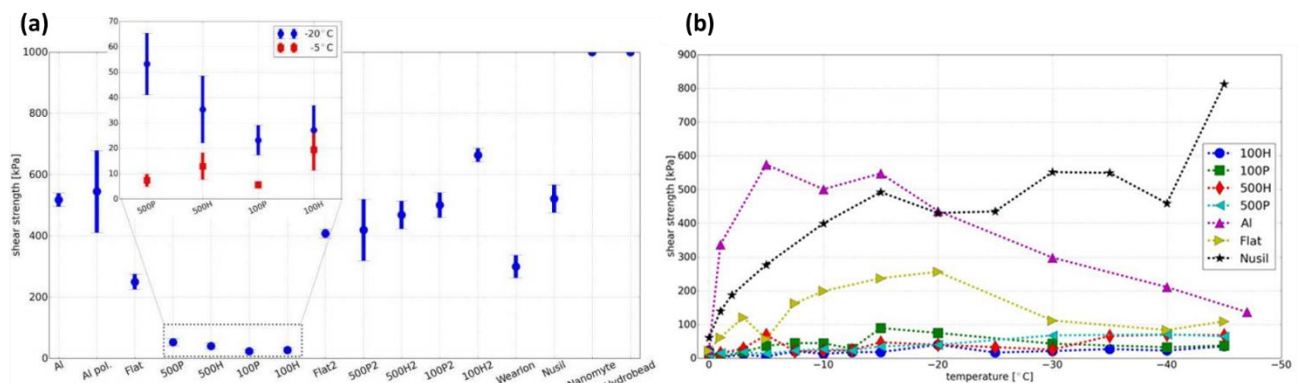 (a)
70
60
50
40
30
20
10
0
-20°C
-5°C
500P
500H
100P
100H
1000
800
600
400
200
0
shear strength [kPa]
Al
Al pol.
Flat
500P
500H
100P
100H
Flat2
500P2
500H2
100P2
100H2
Wearlon
Nusil
Nanomyte
Hydrobead
(b)
900
800
700
600
500
400
300
200
100
0
shear strength [kPa]
100H
100P
500H
500P
Al
Flat
Nusil
0
−10
−20
−30
−40
−50
temperature [°C]